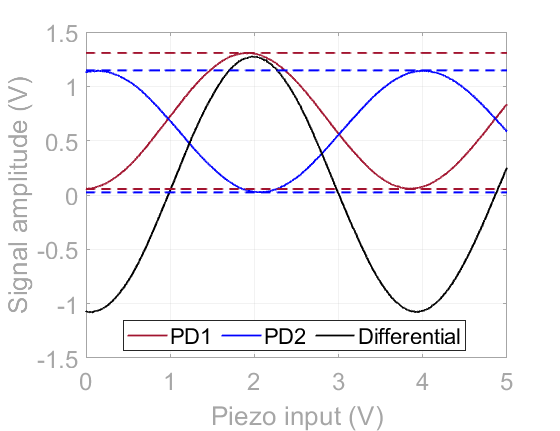 1.5
1
0.5
0
-0.5
-1
-1.5
Signal amplitude (V)
PD1 PD2 Differential
0 1 2 3 4 5
Piezo input (V)